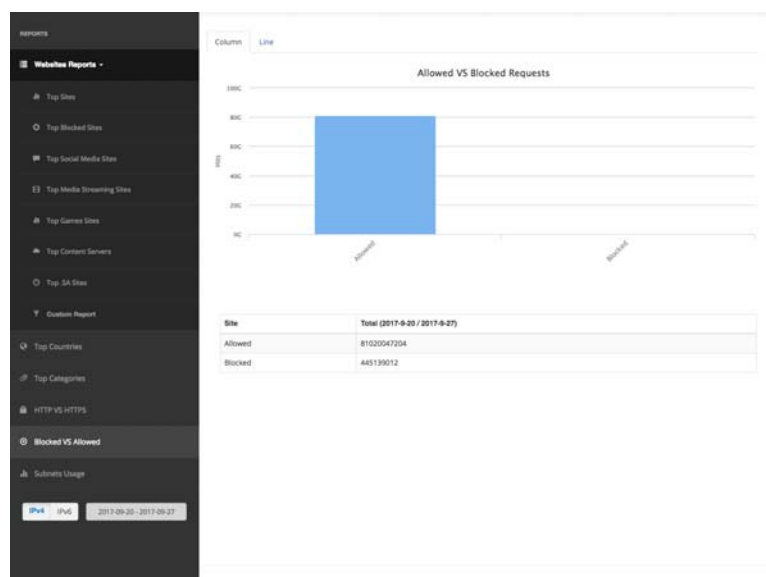 REPORTS
Websites Reports
Top Sites
Top Blocked Sites
Top Social Media Sites
Top Media Streaming Sites
Top Games Sites
Top Content Servers
Top .SA Sites
Custom Report
Top Countries
Top Categories
HTTP VS HTTPS
Blocked VS Allowed
Subnets Usage
IPv4 IPv6 2017-09-20 - 2017-09-27
Column Line
Allowed VS Blocked Requests
100G
80G
60G
40G
20G
0G
Hits
Allowed Blocked
Site Total (2017-9-20 / 2017-9-27)
Allowed 81020047204
Blocked 445139012